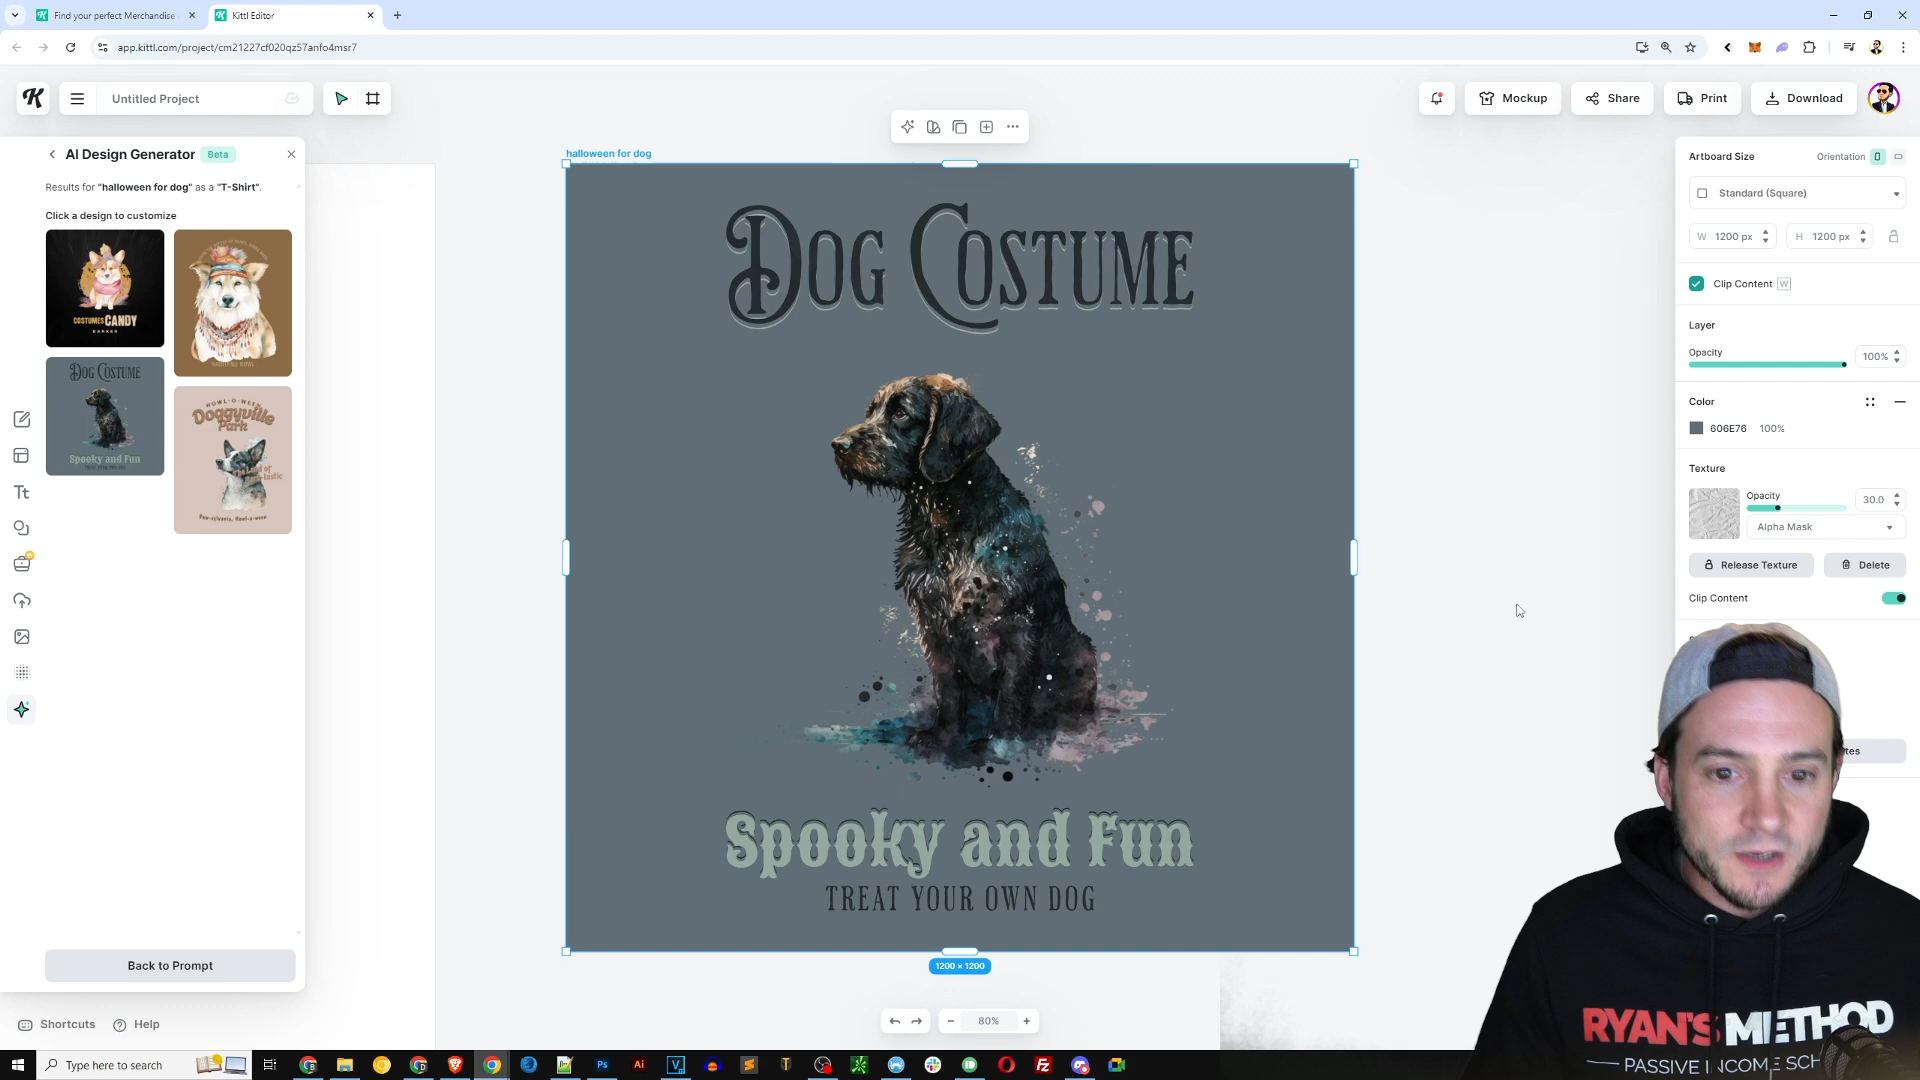 Find your perfect Merchandise
Kittl Editor
app.kittl.com/project/cm21227cf020qz57anfo4msr7
Untitled Project
Mockup
Share
Print
Download
AI Design Generator Beta
Results for "halloween for dog" as a "T-Shirt".
Click a design to customize
COSTUMES CANDY
BARKER
DOG COSTUME
Spooky and Fun
HOWL-O-WEEN
Doggyville
Park
Back to Prompt
Shortcuts
Help
halloween for dog
DOG COSTUME
Spooky and Fun
TREAT YOUR OWN DOG
1200 × 1200
80%
Artboard Size
Orientation
Standard (Square)
W 1200 px
H 1200 px
Clip Content W
Layer
Opacity
100%
Color
606E76 100%
Texture
Opacity
30.0
Alpha Mask
Release Texture
Delete
Clip Content
RYAN'S METHOD
PASSIVE INCOME SCH
Tt
Type here to search